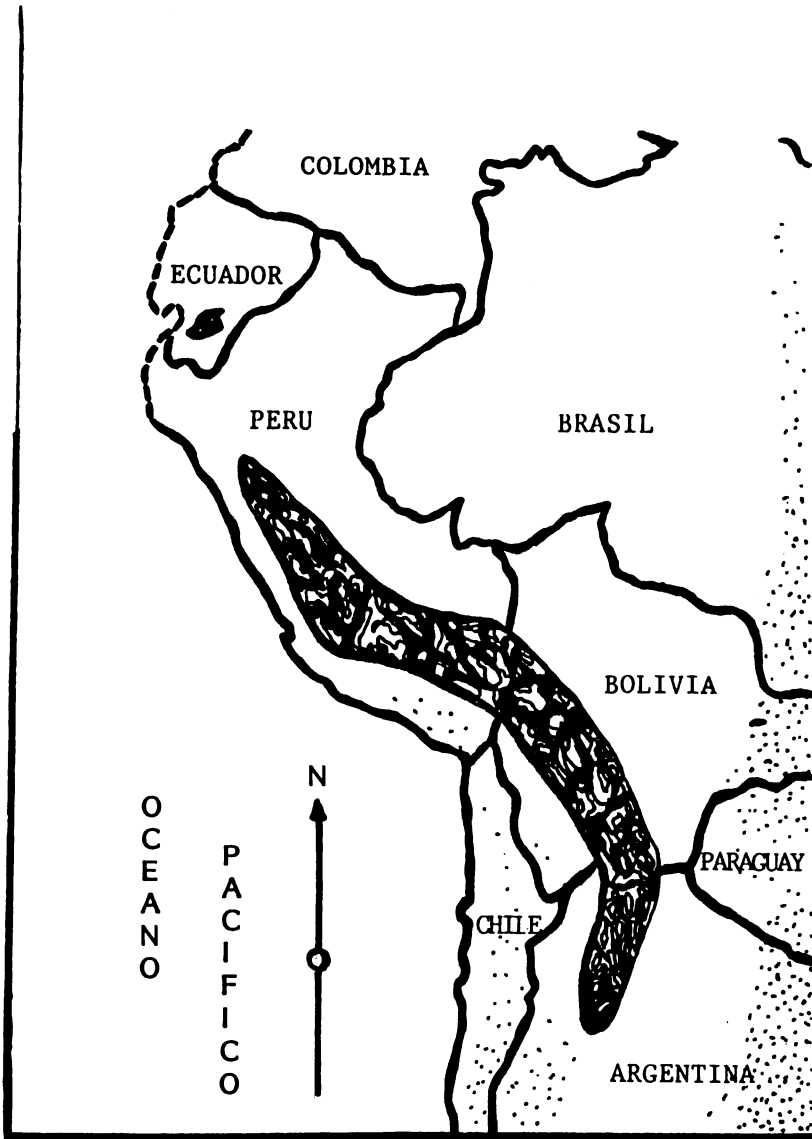 COLOMBIA
ECUADOR
PERU
BRASIL
BOLIVIA
N
OCEANO
PACIFICO
PARAGUAY
CHILE
ARGENTINA